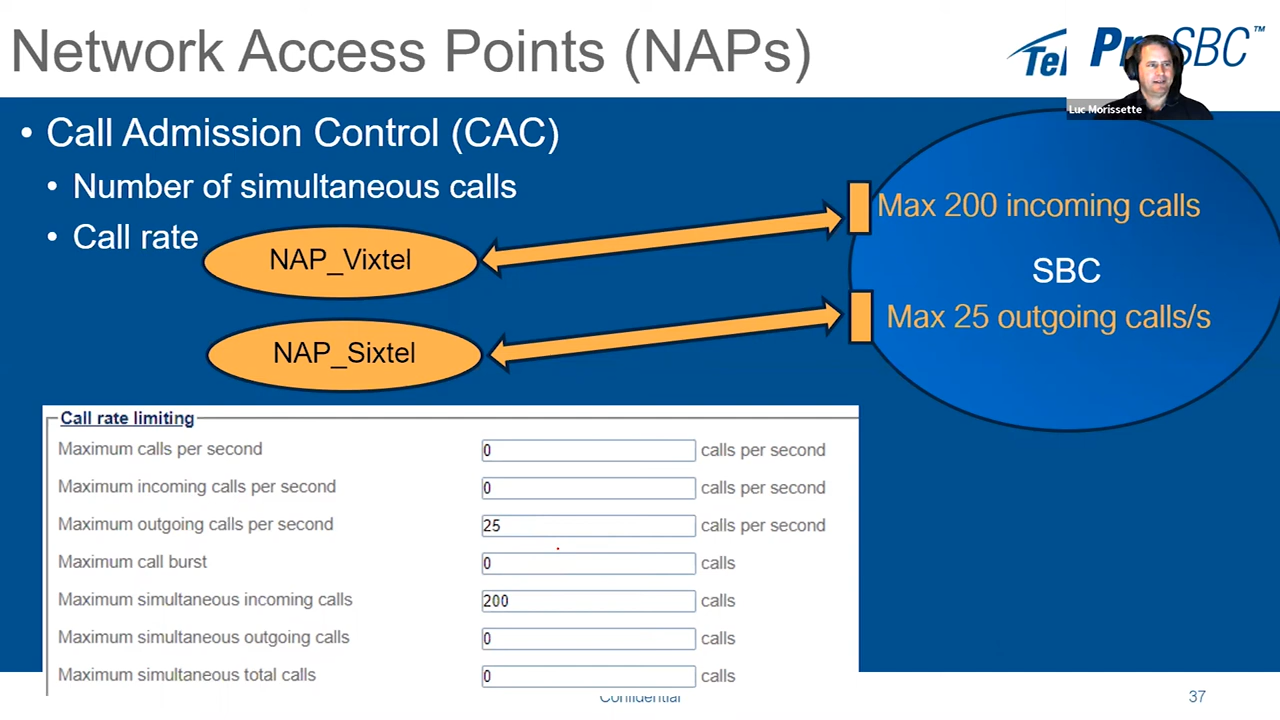 Network Access Points (NAPs)
Tel
SBC™
Luc Morissette
• Call Admission Control (CAC)
• Number of simultaneous calls
• Call rate
NAP_Vixtel
NAP_Sixtel
Max 200 incoming calls
SBC
Max 25 outgoing calls/s
Call rate limiting
Maximum calls per second 0 calls per second
Maximum incoming calls per second 0 calls per second
Maximum outgoing calls per second 25 calls per second
Maximum call burst 0 calls
Maximum simultaneous incoming calls 200 calls
Maximum simultaneous outgoing calls 0 calls
Maximum simultaneous total calls 0 calls
Confidential
37